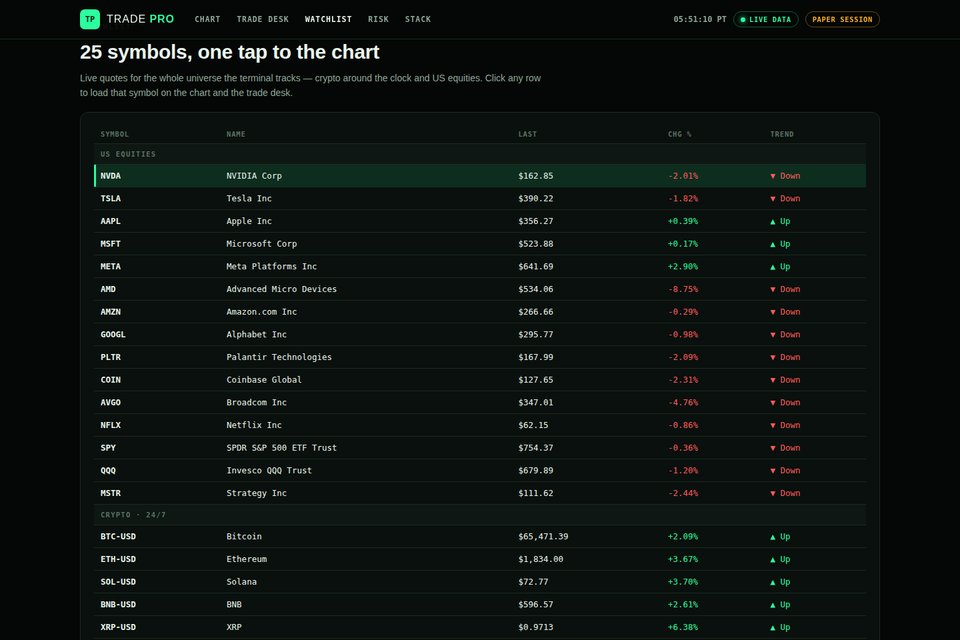 TP TRADE PRO CHART TRADE DESK WATCHLIST RISK STACK 05:51:10 PT LIVE DATA PAPER SESSION
25 symbols, one tap to the chart
Live quotes for the whole universe the terminal tracks — crypto around the clock and US equities. Click any row
to load that symbol on the chart and the trade desk.
SYMBOL NAME LAST CHG % TREND
US EQUITIES
NVDA NVIDIA Corp $162.85 -2.01% ▼ Down
TSLA Tesla Inc $390.22 -1.82% ▼ Down
AAPL Apple Inc $356.27 +0.39% ▲ Up
MSFT Microsoft Corp $523.88 +0.17% ▲ Up
META Meta Platforms Inc $641.69 +2.90% ▲ Up
AMD Advanced Micro Devices $534.06 -8.75% ▼ Down
AMZN Amazon.com Inc $266.66 -0.29% ▼ Down
GOOGL Alphabet Inc $295.77 -0.98% ▼ Down
PLTR Palantir Technologies $167.99 -2.09% ▼ Down
COIN Coinbase Global $127.65 -2.31% ▼ Down
AVGO Broadcom Inc $347.01 -4.76% ▼ Down
NFLX Netflix Inc $62.15 -0.86% ▼ Down
SPY SPDR S&P 500 ETF Trust $754.37 -0.36% ▼ Down
QQQ Invesco QQQ Trust $679.89 -1.20% ▼ Down
MSTR Strategy Inc $111.62 -2.44% ▼ Down
CRYPTO · 24/7
BTC-USD Bitcoin $65,471.39 +2.09% ▲ Up
ETH-USD Ethereum $1,834.00 +3.67% ▲ Up
SOL-USD Solana $72.77 +3.70% ▲ Up
BNB-USD BNB $596.57 +2.61% ▲ Up
XRP-USD XRP $0.9713 +6.38% ▲ Up